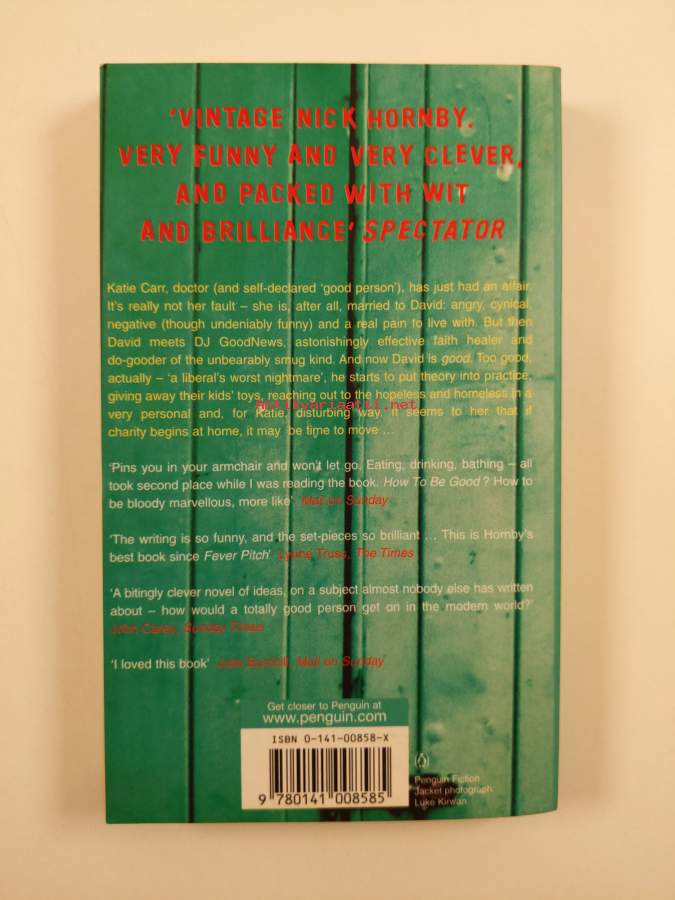 'VINTAGE NICK HORNBY.
VERY FUNNY AND VERY CLEVER,
AND PACKED WITH WIT
AND BRILLIANCE' SPECTATOR
Katie Carr, doctor (and self-declared 'good person'), has just had an affair.
It's really not her fault – she is, after all, married to David: angry, cynical,
negative (though undeniably funny) and a real pain to live with. But then
David meets DJ GoodNews, astonishingly effective faith healer and
do-gooder of the unbearably smug kind. And now David is good. Too good,
actually – 'a liberal's worst nightmare', he starts to put theory into practice,
giving away their kids' toys, reaching out to the hopeless and homeless in a
antikvariaatti.net
very personal and, for Katie, disturbing way. It seems to her that if
charity begins at home, it may be time to move ...
'Pins you in your armchair and won't let go. Eating, drinking, bathing – all
took second place while I was reading the book. How To Be Good? How to
be bloody marvellous, more like' Mail on Sunday
'The writing is so funny, and the set-pieces so brilliant ... This is Hornby's
best book since Fever Pitch' Lynne Truss, The Times
'A bitingly clever novel of ideas, on a subject almost nobody else has written
about – how would a totally good person get on in the modern world?'
John Carey, Sunday Times
'I loved this book' Julie Burchill, Mail on Sunday
Get closer to Penguin at
www.penguin.com
ISBN 0-141-00858-X
9 780141 008585
Penguin Fiction
Jacket photograph:
Luke Kirwan